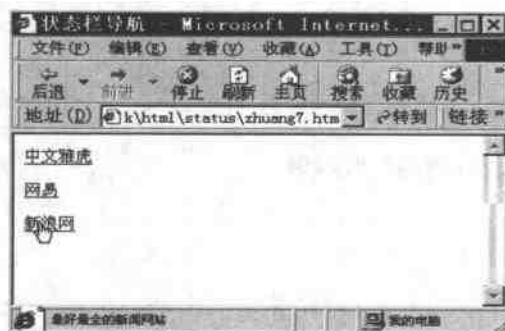 状态栏导航 - Microsoft Internet...
文件(F) 编辑(E) 查看(V) 收藏(A) 工具(T) 帮助 »
后退 前进 停止 刷新 主页 搜索 收藏 历史 »
地址(D) k\html\status\zhuang7.htm 转到 链接 »
中文雅虎
网易
新浪网
最好最全的新闻网站 我的电脑